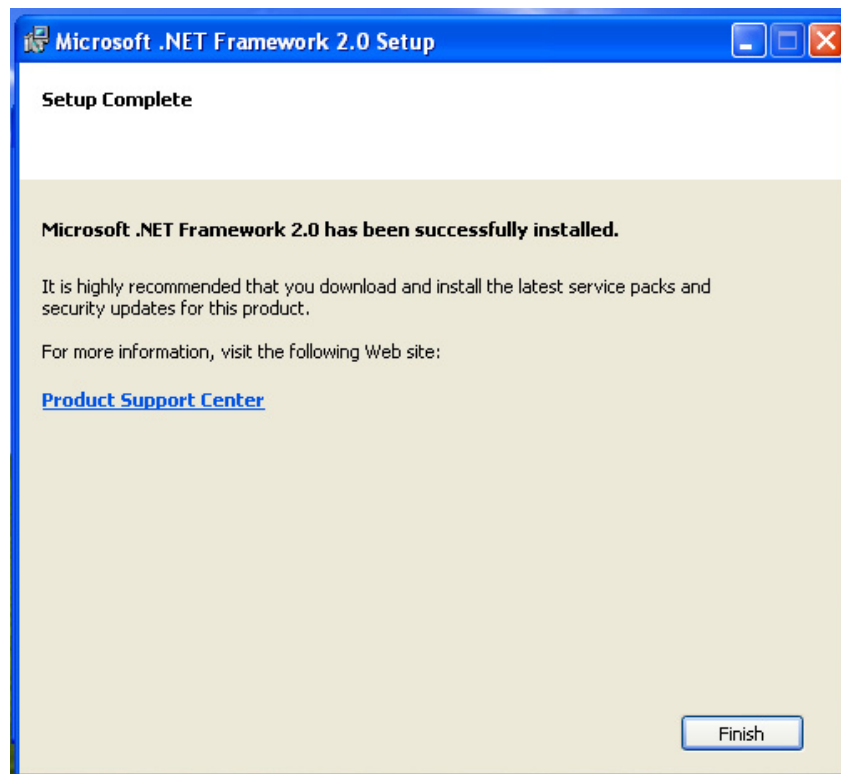 Microsoft .NET Framework 2.0 Setup
Setup Complete
Microsoft .NET Framework 2.0 has been successfully installed.
It is highly recommended that you download and install the latest service packs and
security updates for this product.
For more information, visit the following Web site:
Product Support Center
Finish